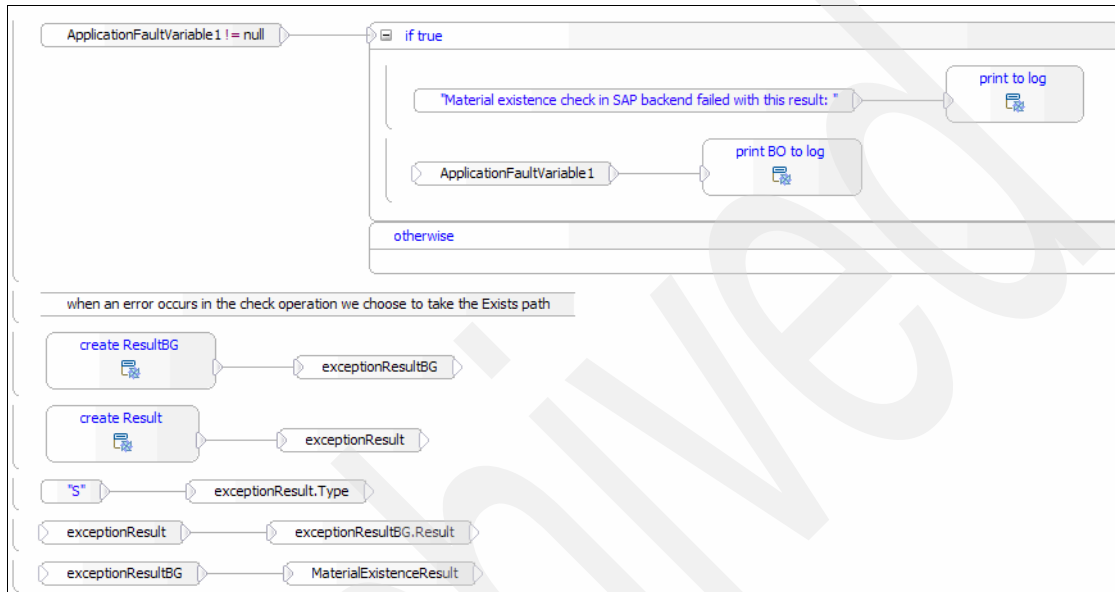 ApplicationFaultVariable1 != null
if true
"Material existence check in SAP backend failed with this result: "
print to log
ApplicationFaultVariable1
print BO to log
otherwise
when an error occurs in the check operation we choose to take the Exists path
create ResultBG
exceptionResultBG
create Result
exceptionResult
"S"
exceptionResult.Type
exceptionResult
exceptionResultBG.Result
exceptionResultBG
MaterialExistenceResult